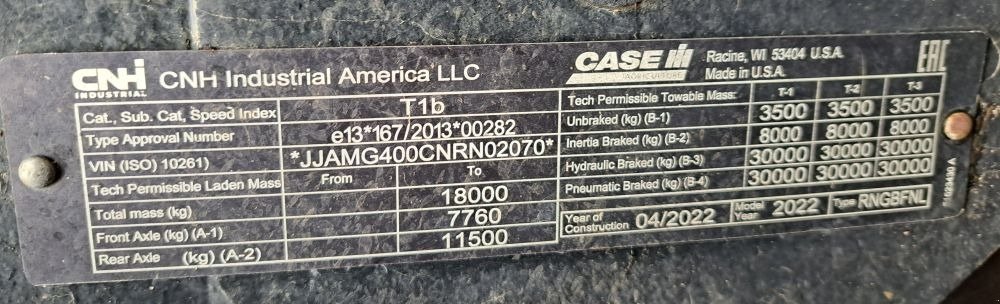 CNH INDUSTRIAL CNH Industrial America LLC
Cat., Sub. Cat, Speed Index T1b
Type Approval Number e13*167/2013*00282
VIN (ISO) 10261) *JJAMG400CNRN02070*
Tech Permissible Laden Mass From To
Total mass (kg) 18000
Front Axle (kg) (A-1) 7760
Rear Axle (kg) (A-2) 11500
CASE IH AGRICULTURE
Racine, WI 53404 U.S.A.
Made in U.S.A.
EAC
Tech Permissible Towable Mass: T-1 T-2 T-3
Unbraked (kg) (B-1) 3500 3500 3500
Inertia Braked (kg) (B-2) 8000 8000 8000
Hydraulic Braked (kg) (B-3) 30000 30000 30000
Pneumatic Braked (kg) (B-4) 30000 30000 30000
Year of Construction 04/2022 Model Year 2022 Type RNGBFNL